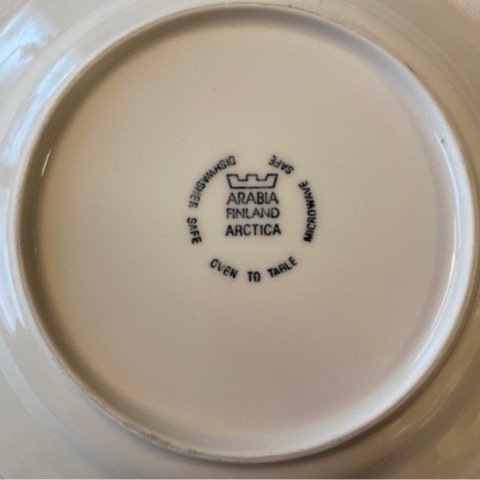 ARABIA
FINLAND
ARCTICA
DISHWASHER SAFE
OVEN TO TABLE
MICROWAVE SAFE